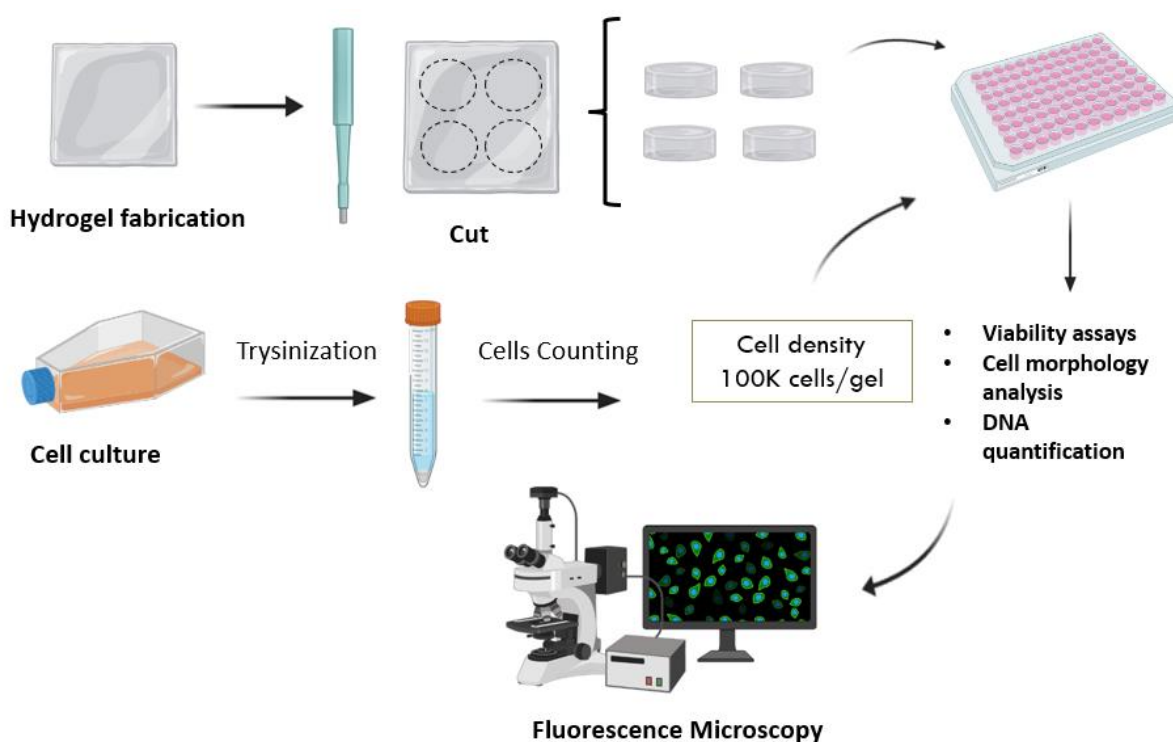 Hydrogel fabrication
Cut
Trysinization
Cells Counting
Cell culture
Cell density
100K cells/gel
• Viability assays
• Cell morphology
analysis
• DNA
quantification
Fluorescence Microscopy